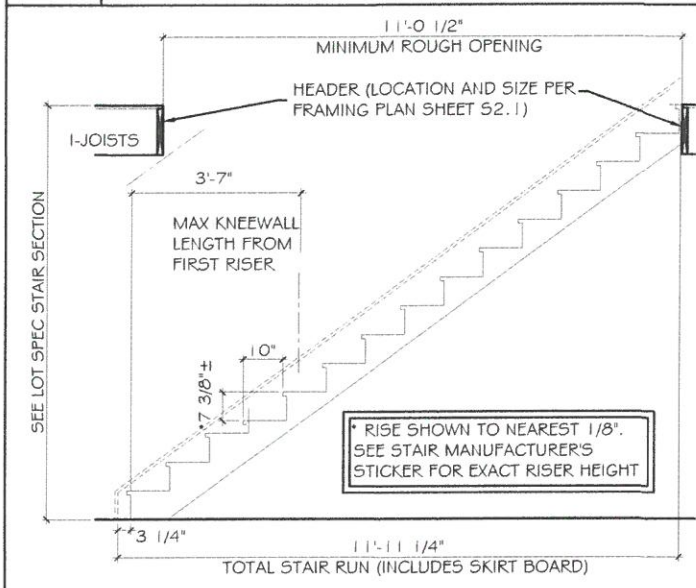 11'-0 1/2"
MINIMUM ROUGH OPENING
HEADER (LOCATION AND SIZE PER
FRAMING PLAN SHEET S2.1)
I-JOISTS
3'-7"
MAX KNEEWALL
LENGTH FROM
FIRST RISER
SEE LOT SPEC STAIR SECTION
10"
*7 3/8"±
* RISE SHOWN TO NEAREST 1/8".
SEE STAIR MANUFACTURER'S
STICKER FOR EXACT RISER HEIGHT
3 1/4"
11'-11 1/4"
TOTAL STAIR RUN (INCLUDES SKIRT BOARD)